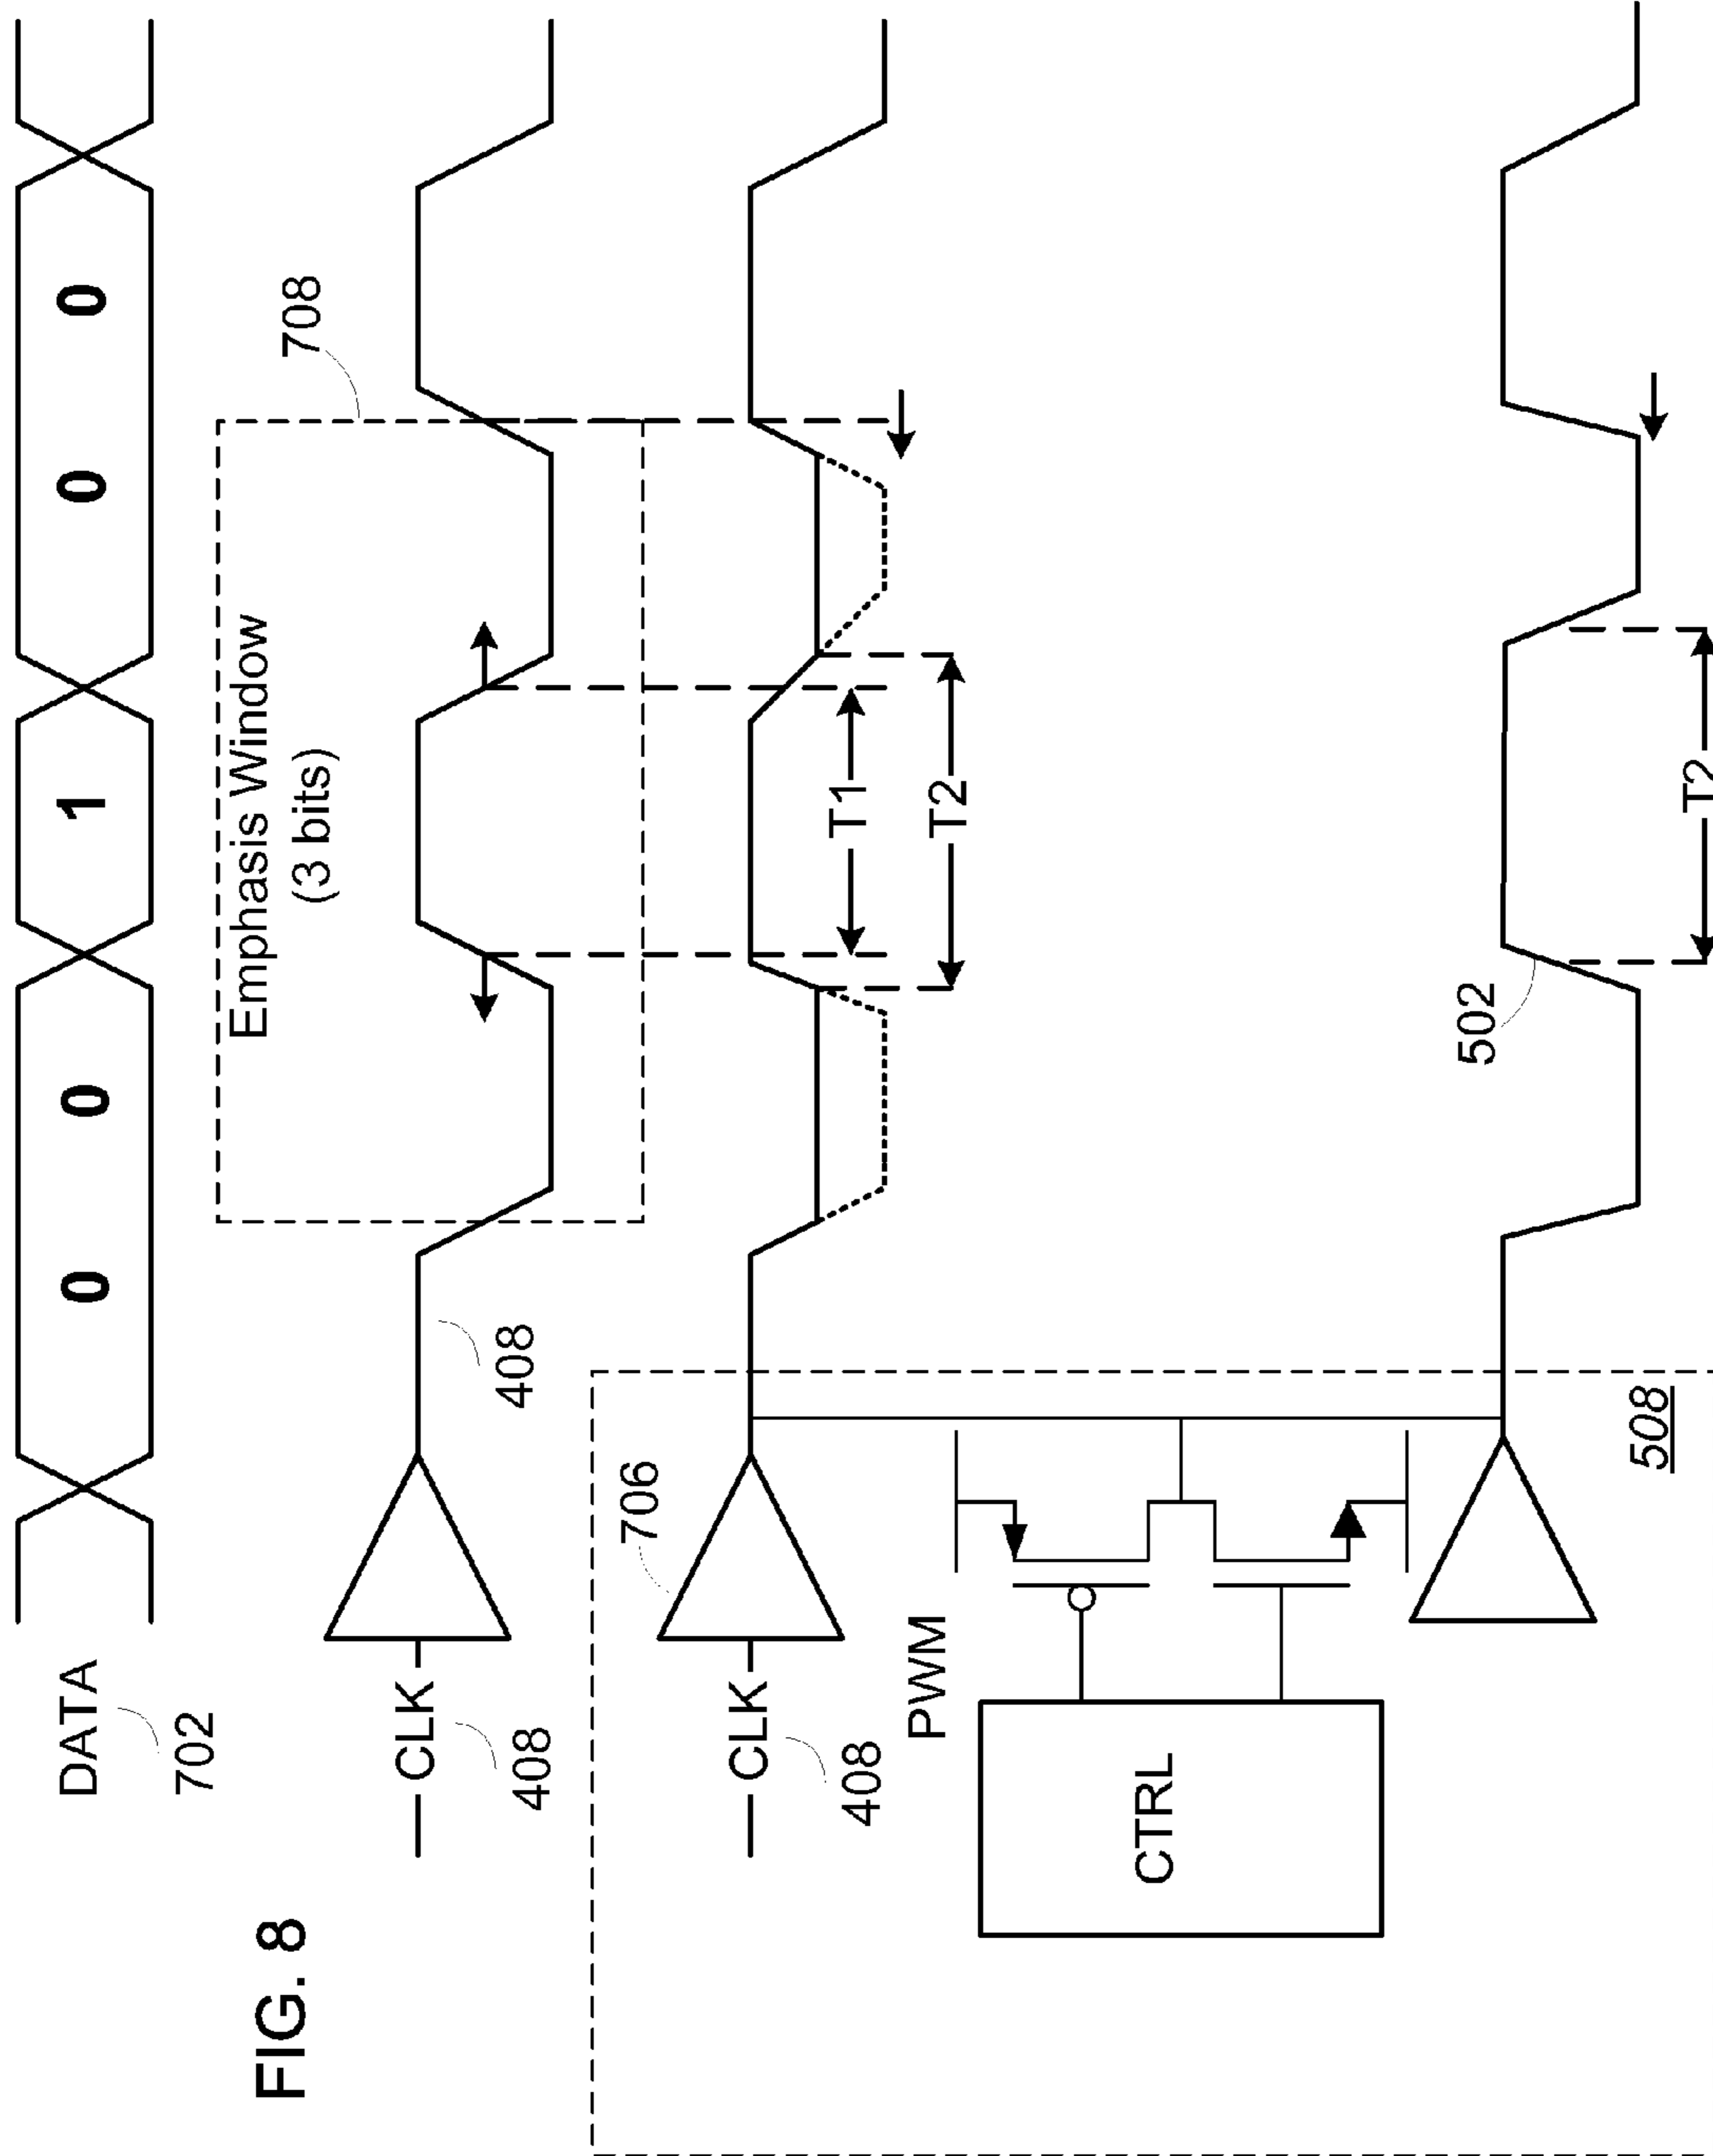 FIG. 8
DATA
702
0 0 1 0 0
708
Emphasis Window
(3 bits)
CLK
408
408
706
CLK
408
T1
T2
PWM
CTRL
502
T2
508